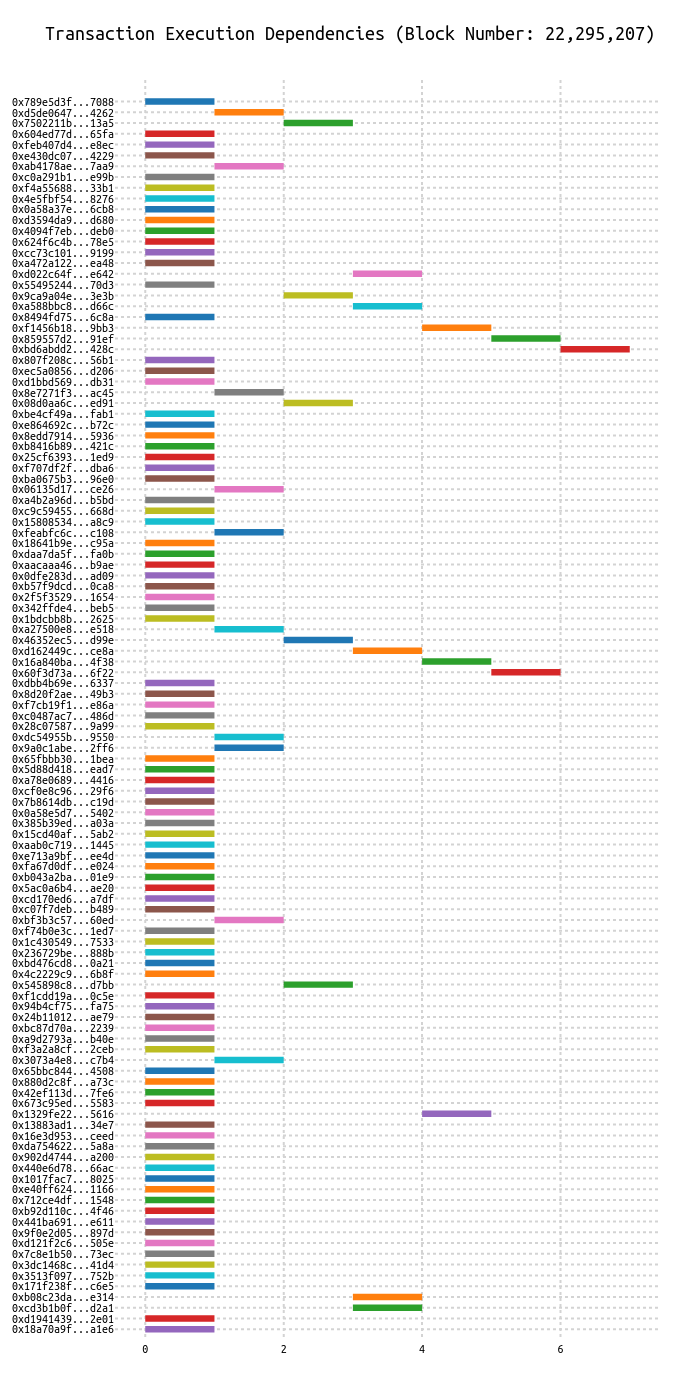 Transaction Execution Dependencies (Block Number: 22,295,207)
0x789e5d3f...7088
0xd5de0647...4262
0x7502211b...13a5
0x604ed77d...65fa
0xfeb407d4...e8ec
0xe430dc07...4229
0xab4178ae...7aa9
0xc0a291b1...e99b
0xf4a55688...33b1
0x4e5fbf54...8276
0x0a58a37e...6cb8
0xd3594da9...d680
0x4094f7eb...deb0
0x624f6c4b...78e5
0xcc73c101...9199
0xa472a122...ea48
0xd022c64f...e642
0x55495244...70d3
0x9ca9a04e...3e3b
0xa588bbc8...d66c
0x8494fd75...6c8a
0xf1456b18...9bb3
0x859557d2...91ef
0xbd6abdd2...428c
0x807f208c...56b1
0xec5a0856...d206
0xd1bbd569...db31
0x8e7271f3...ac45
0x08d0aa6c...ed91
0xbe4cf49a...fab1
0xe864692c...b72c
0x8edd7914...5936
0xb8416b89...421c
0x25cf6393...1ed9
0xf707df2f...dba6
0xba0675b3...96e0
0x06135d17...ce26
0xa4b2a96d...b5bd
0xc9c59455...668d
0x15808534...a8c9
0xfeabfc6c...c108
0x18641b9e...c95a
0xdaa7da5f...fa0b
0xaacaaa46...b9ae
0x0dfe283d...ad09
0xb57f9dcd...0ca8
0x2f5f3529...1654
0x342ffde4...beb5
0x1bdcbb8b...2625
0xa27500e8...e518
0x46352ec5...d99e
0xd162449c...ce8a
0x16a840ba...4f38
0x60f3d73a...6f22
0xdbb4b69e...6337
0x8d20f2ae...49b3
0xf7cb19f1...e86a
0xc0487ac7...486d
0x28c07587...9a99
0xdc54955b...9550
0x9a0c1abe...2ff6
0x65fbbb30...1bea
0x5d88d418...ead7
0xa78e0689...4416
0xcf0e8c96...29f6
0x7b8614db...c19d
0x0a58e5d7...5402
0x385b39ed...a03a
0x15cd40af...5ab2
0xaab0c719...1445
0xe713a9bf...ee4d
0xfa67d0df...e024
0xb043a2ba...01e9
0x5ac0a6b4...ae20
0xcd170ed6...a7df
0xc07f7deb...b489
0xbf3b3c57...60ed
0xf74b0e3c...1ed7
0x1c430549...7533
0x236729be...888b
0xbd476cd8...0a21
0x4c2229c9...6b8f
0x545898c8...d7bb
0xf1cdd19a...0c5e
0x94b4cf75...fa75
0x24b11012...ae79
0xbc87d70a...2239
0xa9d2793a...b40e
0xf3a2a8cf...2ceb
0x3073a4e8...c7b4
0x65bbc844...4508
0x880d2c8f...a73c
0x42ef113d...7fe6
0x673c95ed...5583
0x1329fe22...5616
0x13883ad1...34e7
0x16e3d953...ceed
0xda754622...5a8a
0x902d4744...a200
0x440e6d78...66ac
0x1017fac7...8025
0xe40ff624...1166
0x712ce4df...1548
0xb92d110c...4f46
0x441ba691...e611
0x9f0e2d05...897d
0xd121f2c6...505e
0x7c8e1b50...73ec
0x3dc1468c...41d4
0x3513f097...752b
0x171f238f...c6e5
0xb08c23da...e314
0xcd3b1b0f...d2a1
0xd1941439...2e01
0x18a70a9f...a1e6
0 2 4 6